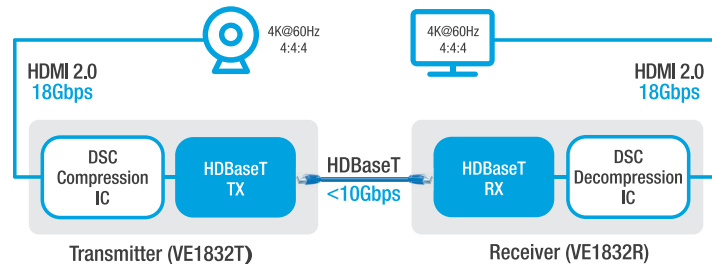 4K@60Hz
4:4:4
4K@60Hz
4:4:4
HDMI 2.0
18Gbps
HDMI 2.0
18Gbps
DSC
Compression
IC
HDBaseT
TX
HDBaseT
<10Gbps
HDBaseT
RX
DSC
Decompression
IC
Transmitter (VE1832T)
Receiver (VE1832R)